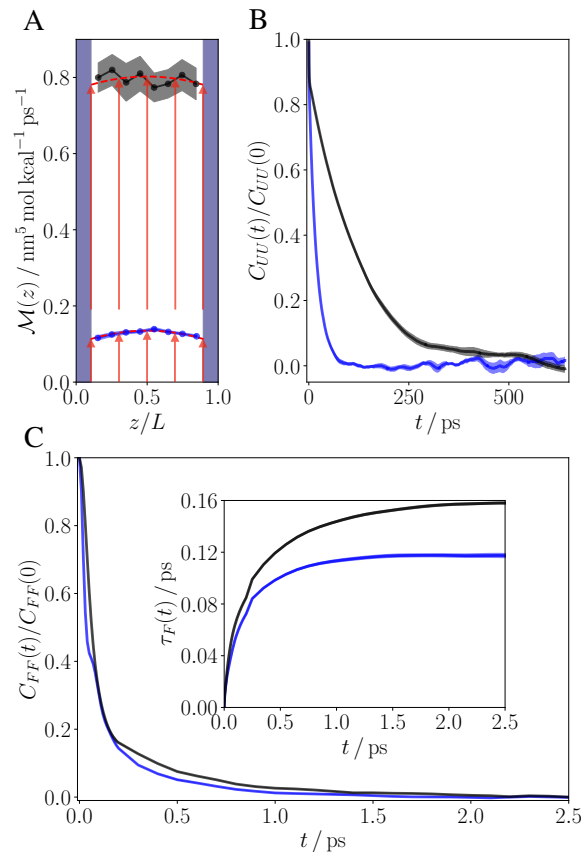 A
B
0.0
0.2
0.4
0.6
0.8
ℳ(z) / nm⁵ mol kcal⁻¹ ps⁻¹
0.0 0.5 1.0
z/L
0.0
0.2
0.4
0.6
0.8
1.0
C_UU(t)/C_UU(0)
0 250 500
t / ps
C
0.0
0.2
0.4
0.6
0.8
1.0
C_FF(t)/C_FF(0)
0.00
0.04
0.08
0.12
0.16
τ_F(t) / ps
0.0 0.5 1.0 1.5 2.0 2.5
t / ps
0.0 0.5 1.0 1.5 2.0 2.5
t / ps